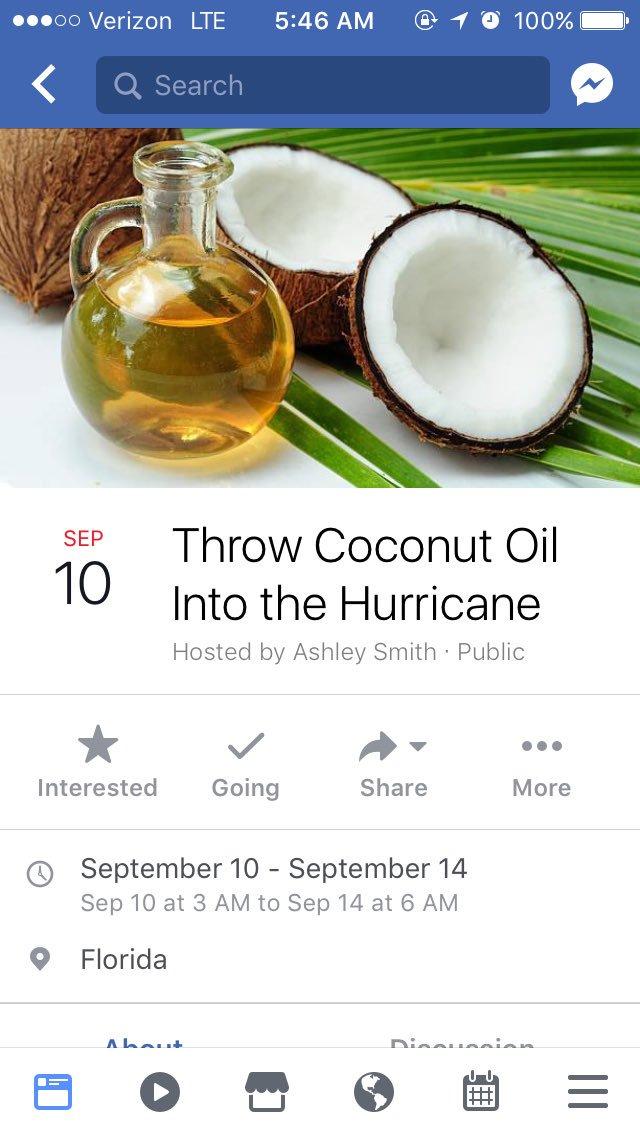 Verizon LTE 5:46 AM 100%
Search
SEP
10
Throw Coconut Oil
Into the Hurricane
Hosted by Ashley Smith · Public
Interested Going Share More
September 10 - September 14
Sep 10 at 3 AM to Sep 14 at 6 AM
Florida
About Discussion